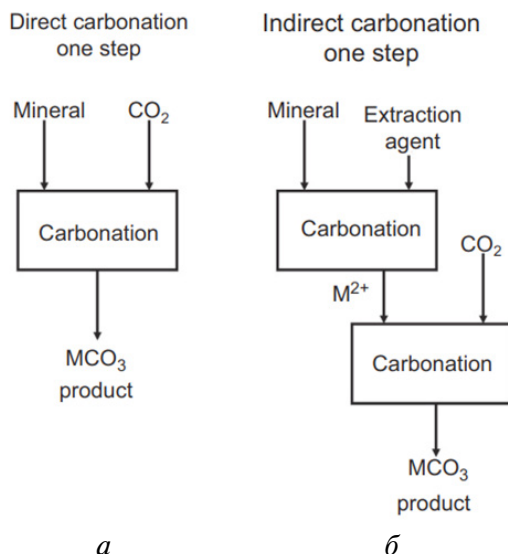 Direct carbonation
one step
Mineral
CO₂
Carbonation
MCO₃
product
а
Indirect carbonation
one step
Mineral
Extraction
agent
Carbonation
CO₂
M²⁺
Carbonation
MCO₃
product
б